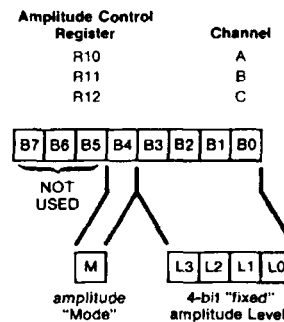 Amplitude Control Register Channel
R10 A
R11 B
R12 C
B7 B6 B5 B4 B3 B2 B1 B0
NOT USED
M L3 L2 L1 L0
amplitude "Mode" 4-bit "fixed" amplitude Level